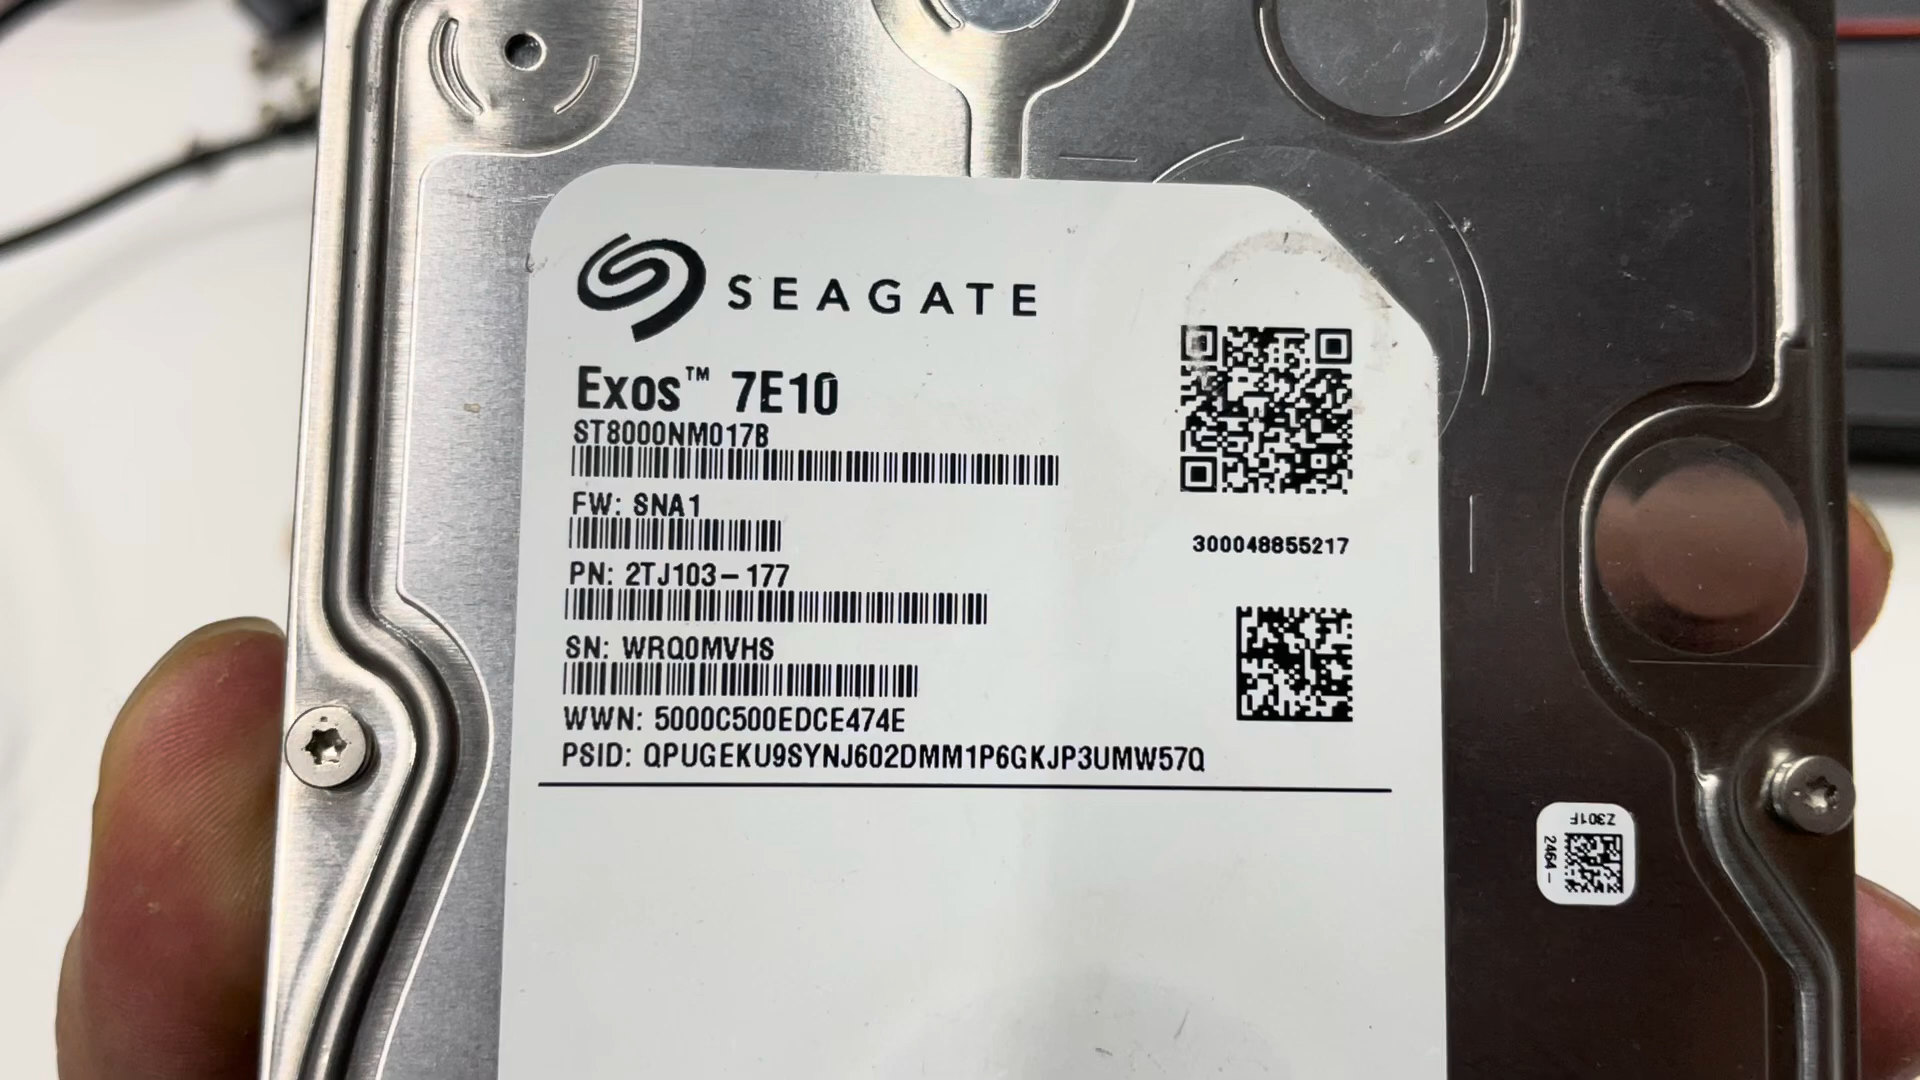 SEAGATE
Exos™ 7E10
ST8000NM017B
FW: SNA1
PN: 2TJ103-177
SN: WRQ0MVHS
WWN: 5000C500EDCE474E
PSID: QPUGEKU9SYNJ602DMM1P6GKJP3UMW57Q
300048855217
Z301F
2464-